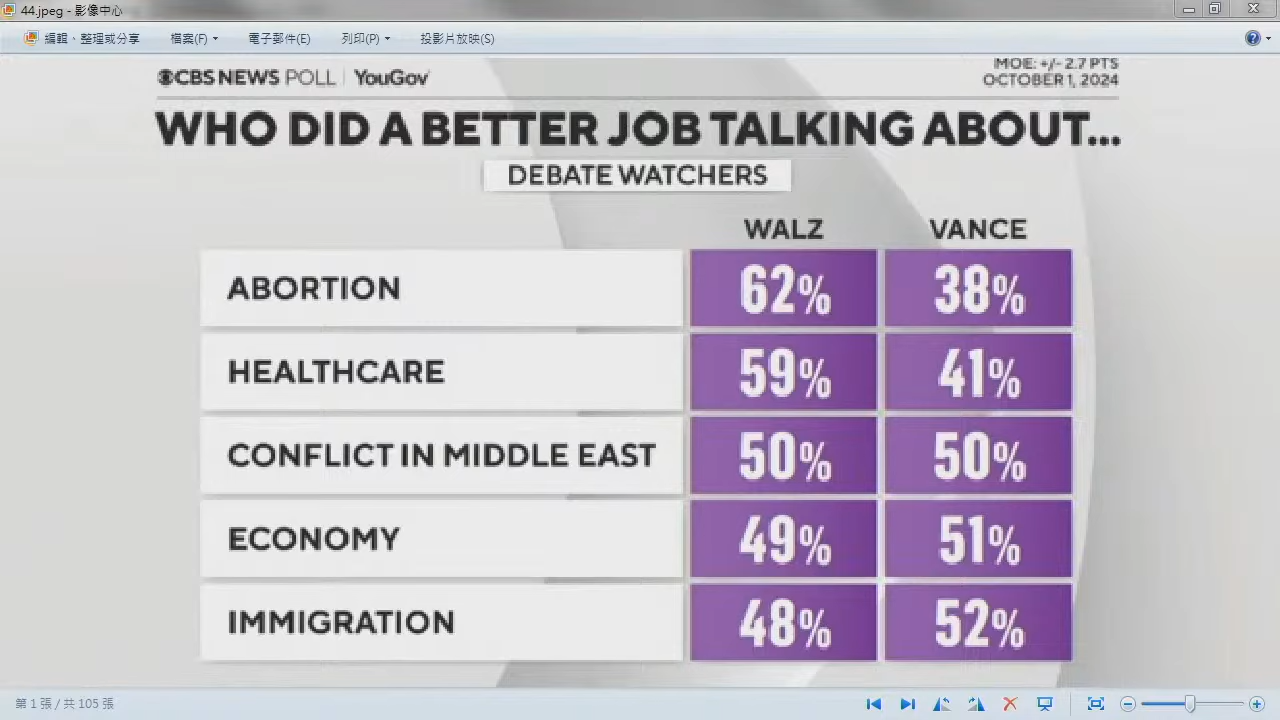 44.jpeg - 影像中心
編輯、整理或分享 檔案(F) 電子郵件(E) 列印(P) 投影片放映(S)
CBS NEWS POLL | YouGov
MOE: +/- 2.7 PTS
OCTOBER 1, 2024
WHO DID A BETTER JOB TALKING ABOUT...
DEBATE WATCHERS
WALZ VANCE
ABORTION 62% 38%
HEALTHCARE 59% 41%
CONFLICT IN MIDDLE EAST 50% 50%
ECONOMY 49% 51%
IMMIGRATION 48% 52%
第 1 張 / 共 105 張